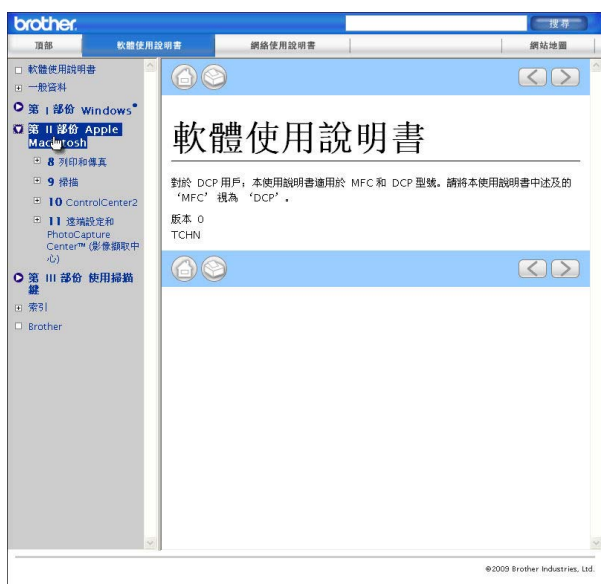 brother.
搜尋
頂部
軟體使用說明書
網絡使用說明書
網站地圖
軟體使用說明書
一般資料
第 I 部份 Windows®
第 II 部份 Apple
Macintosh
8 列印和傳真
9 掃描
10 ControlCenter2
11 遠端設定和
PhotoCapture
Center™ (影像擷取中
心)
第 III 部份 使用掃描
鍵
索引
Brother
軟體使用說明書
對於 DCP 用戶；本使用說明書適用於 MFC 和 DCP 型號。請將本使用說明書中述及的
‘MFC’ 視為 ‘DCP’。
版本 0
TCHN
©2009 Brother Industries, Ltd.